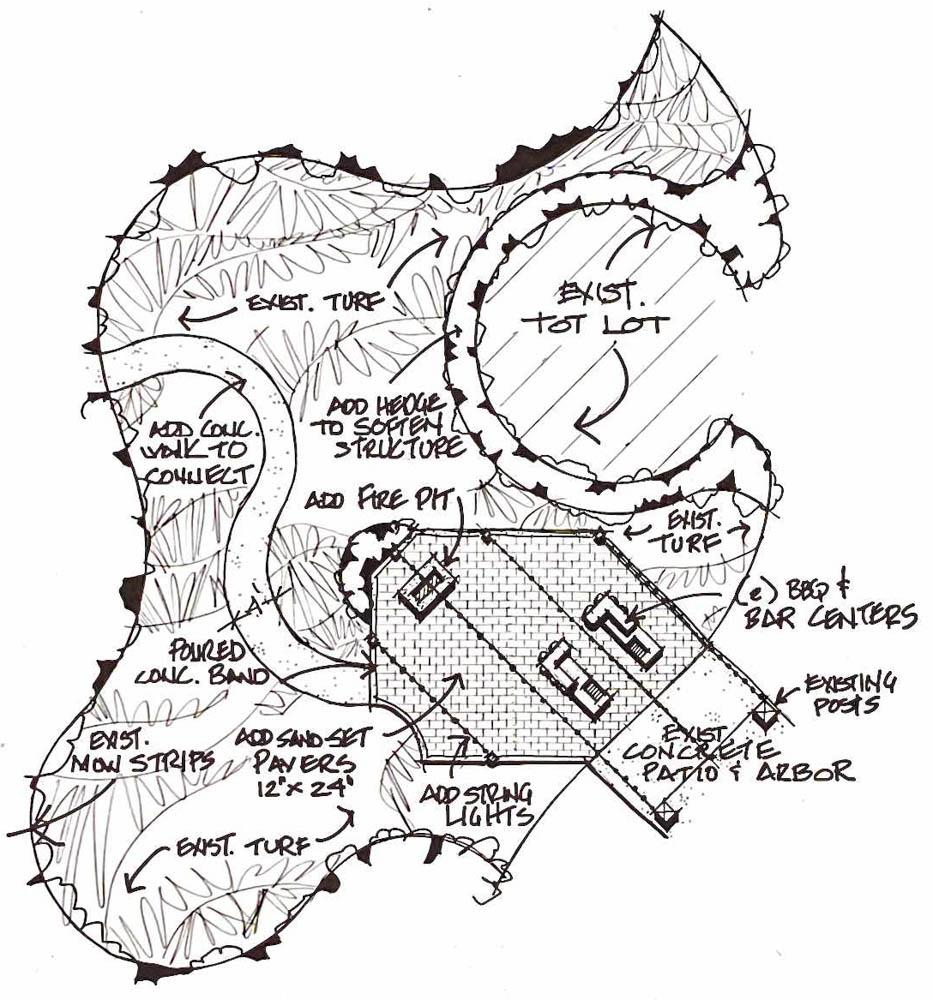 EXIST. TURF
EXIST.
TOT LOT
ADD HEDGE
TO SOFTEN
STRUCTURE
ADD CONC.
WALK TO
CONNECT
ADD FIRE PIT
EXIST.
TURF
(e) BBQ &
BAR CENTERS
4'
POURED
CONC. BAND
EXISTING
POSTS
EXIST.
MOW STRIPS
ADD SAND SET
PAVERS
12" X 24"
EXIST.
CONCRETE
PATIO & ARBOR
ADD STRING
LIGHTS
EXIST. TURF